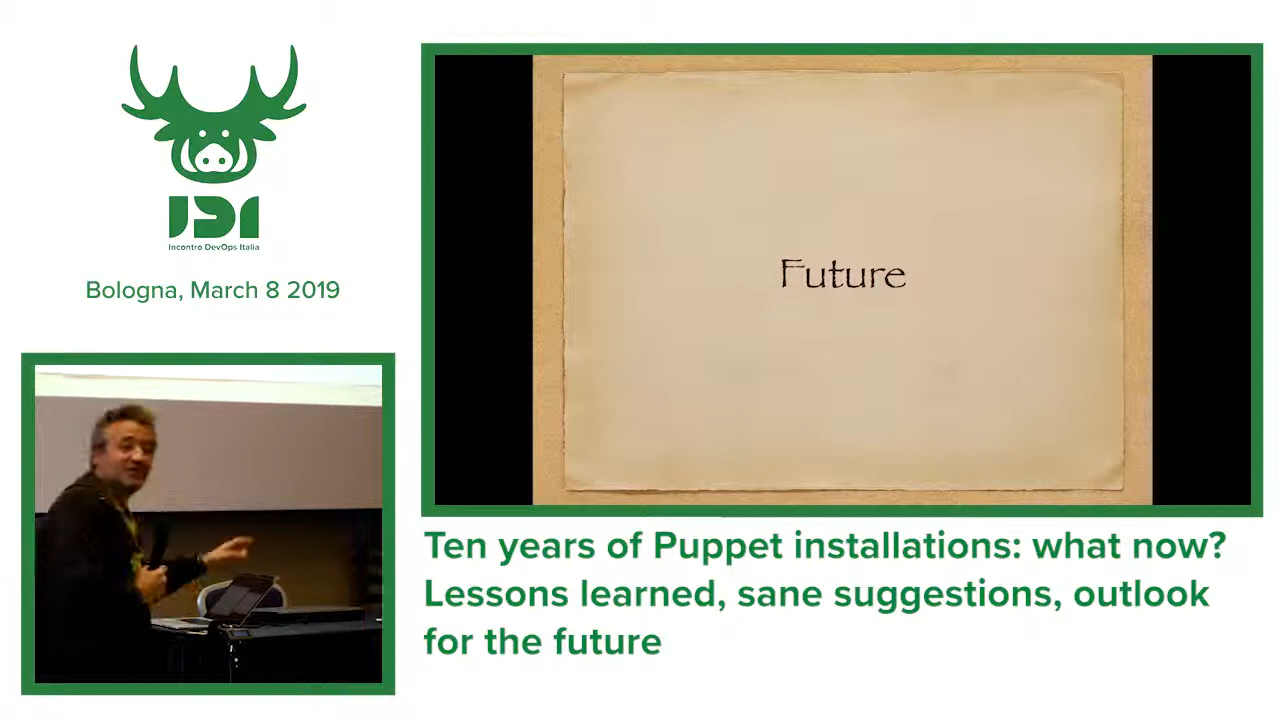 IDI
Incontro DevOps Italia
Bologna, March 8 2019
Future
Ten years of Puppet installations: what now?
Lessons learned, sane suggestions, outlook
for the future